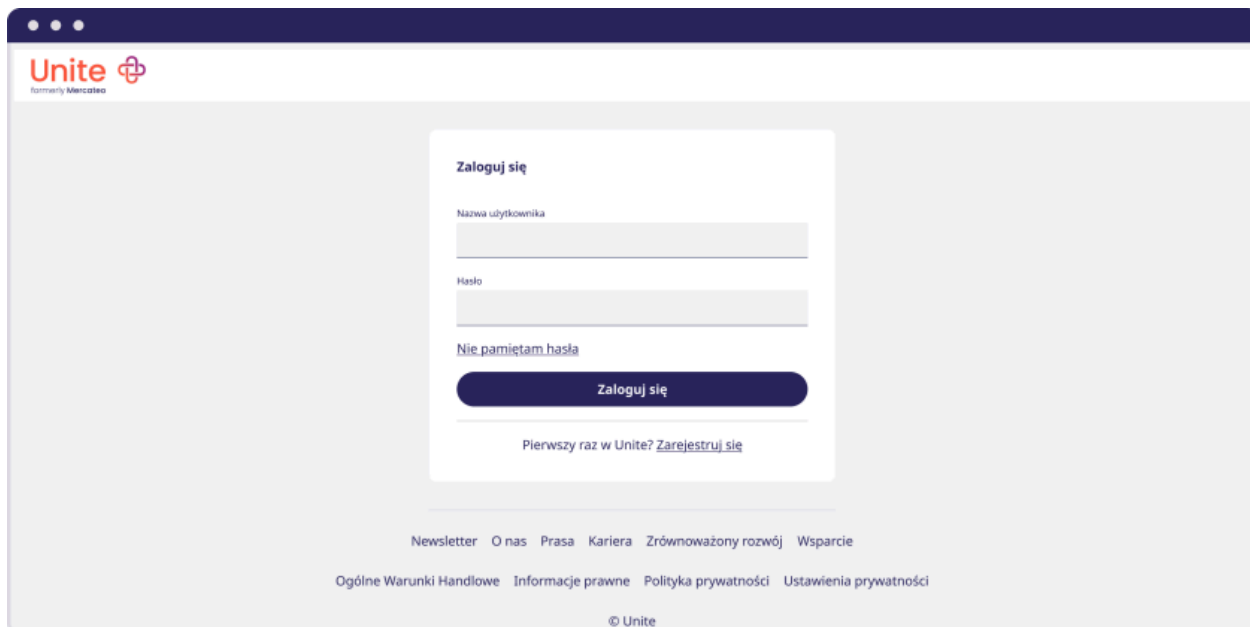 Unite
formerly Mercateo
Zaloguj się
Nazwa użytkownika
Hasło
Nie pamiętam hasła
Zaloguj się
Pierwszy raz w Unite? Zarejestruj się
Newsletter O nas Prasa Kariera Zrównoważony rozwój Wsparcie
Ogólne Warunki Handlowe Informacje prawne Polityka prywatności Ustawienia prywatności
© Unite